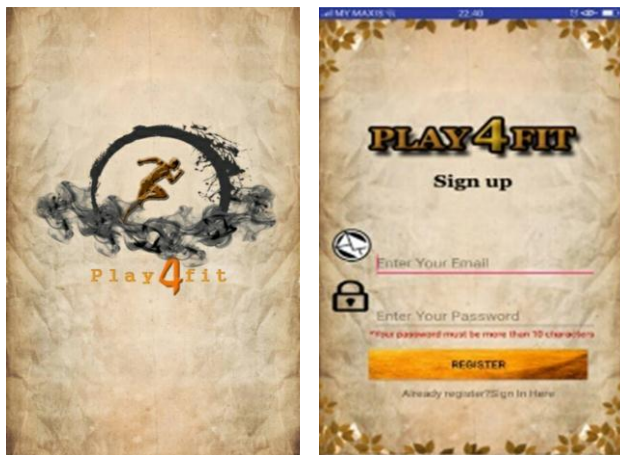 Play4fit
MY MAXIS
22:40
PLAY4FIT
Sign up
Enter Your Email
Enter Your Password
*Your password must be more than 10 characters
REGISTER
Already register?Sign In Here